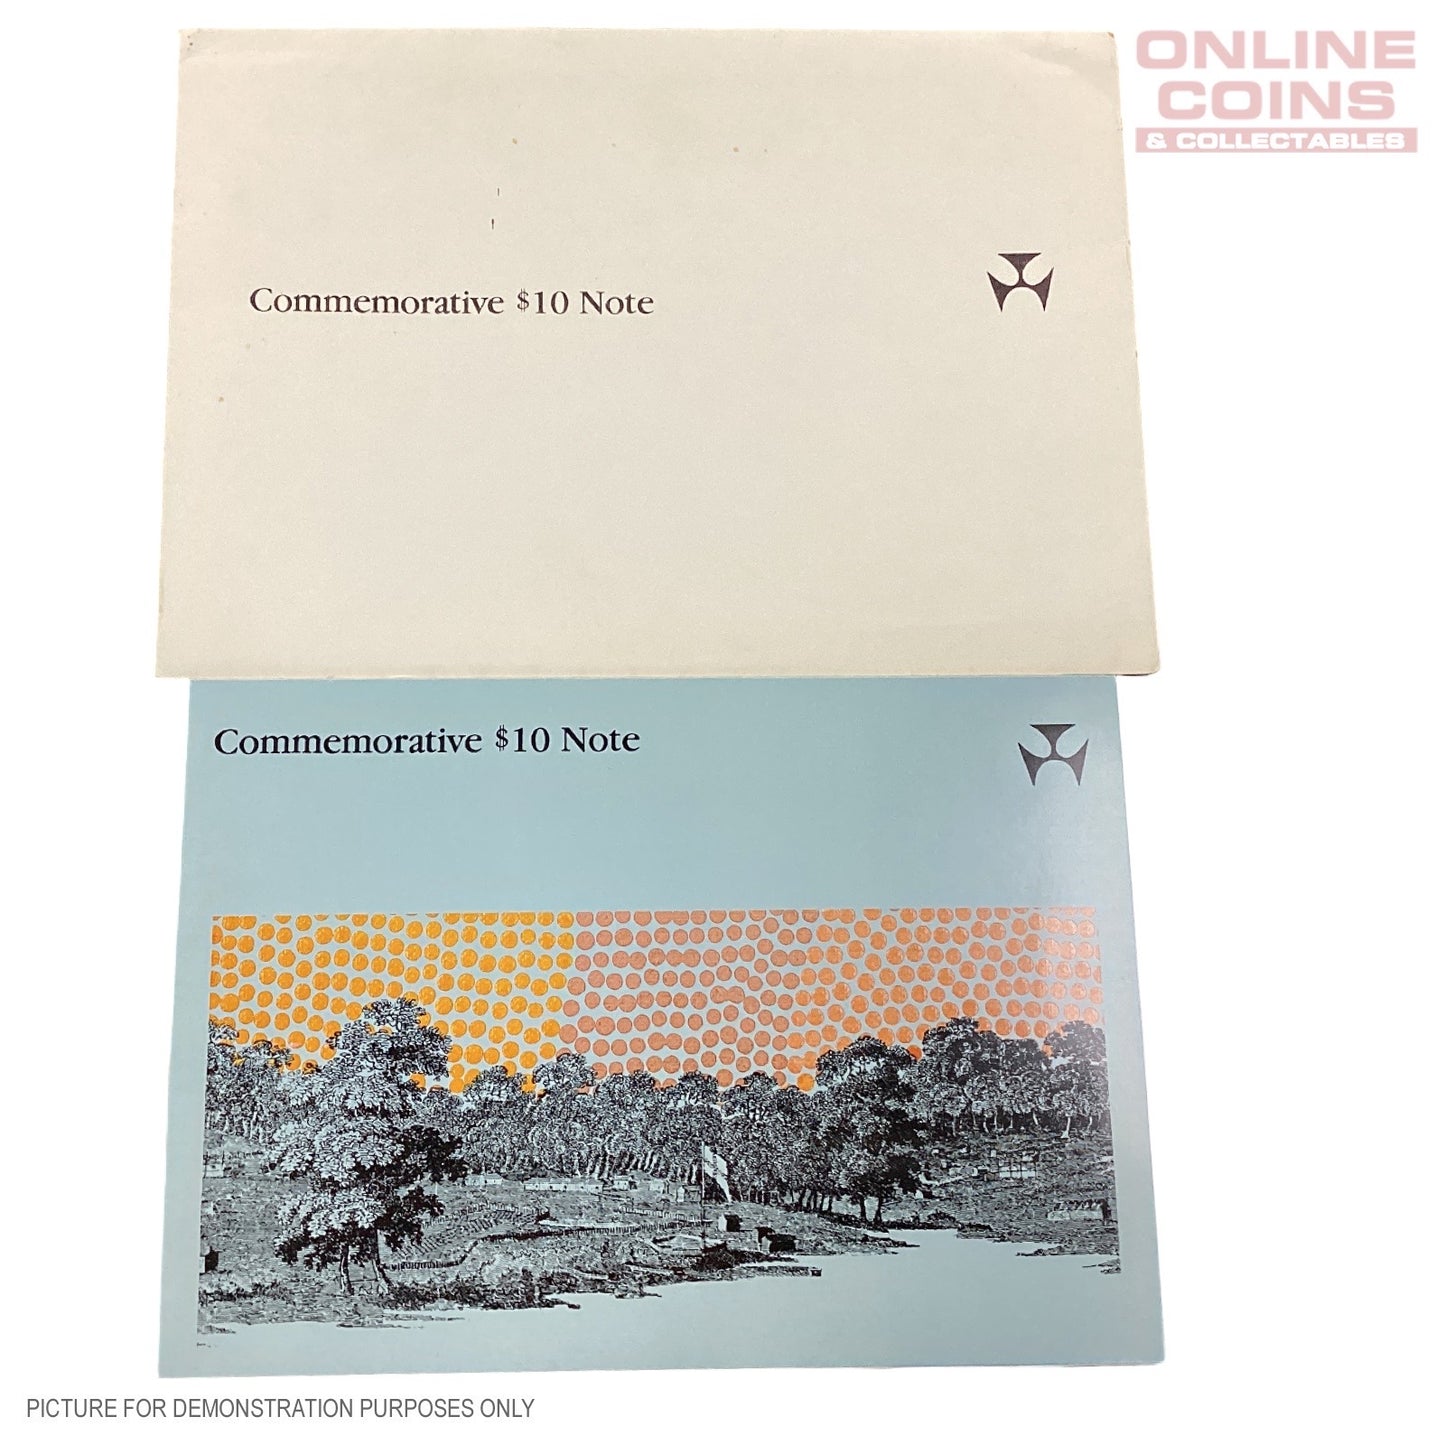 ONLINE
COINS
& COLLECTABLES
Commemorative $10 Note
Commemorative $10 Note
PICTURE FOR DEMONSTRATION PURPOSES ONLY